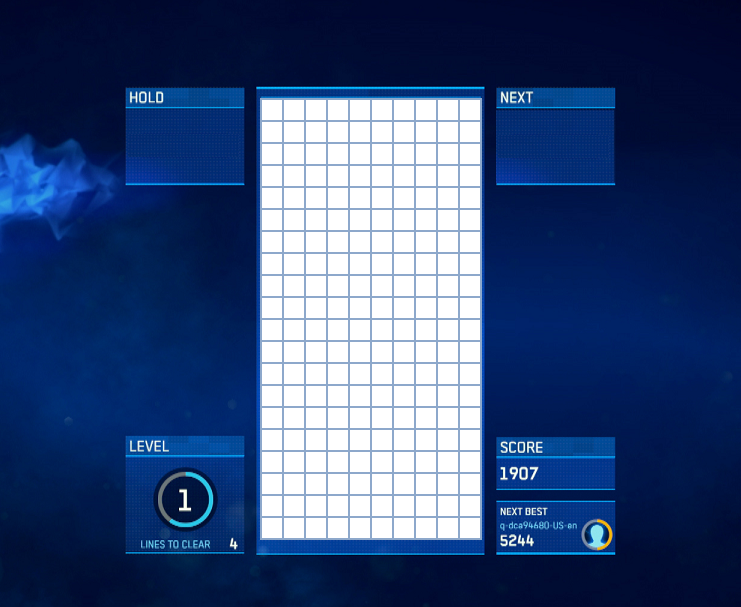 HOLD
NEXT
LEVEL
1
LINES TO CLEAR 4
SCORE
1907
NEXT BEST
q-dca94680-US-en
5244